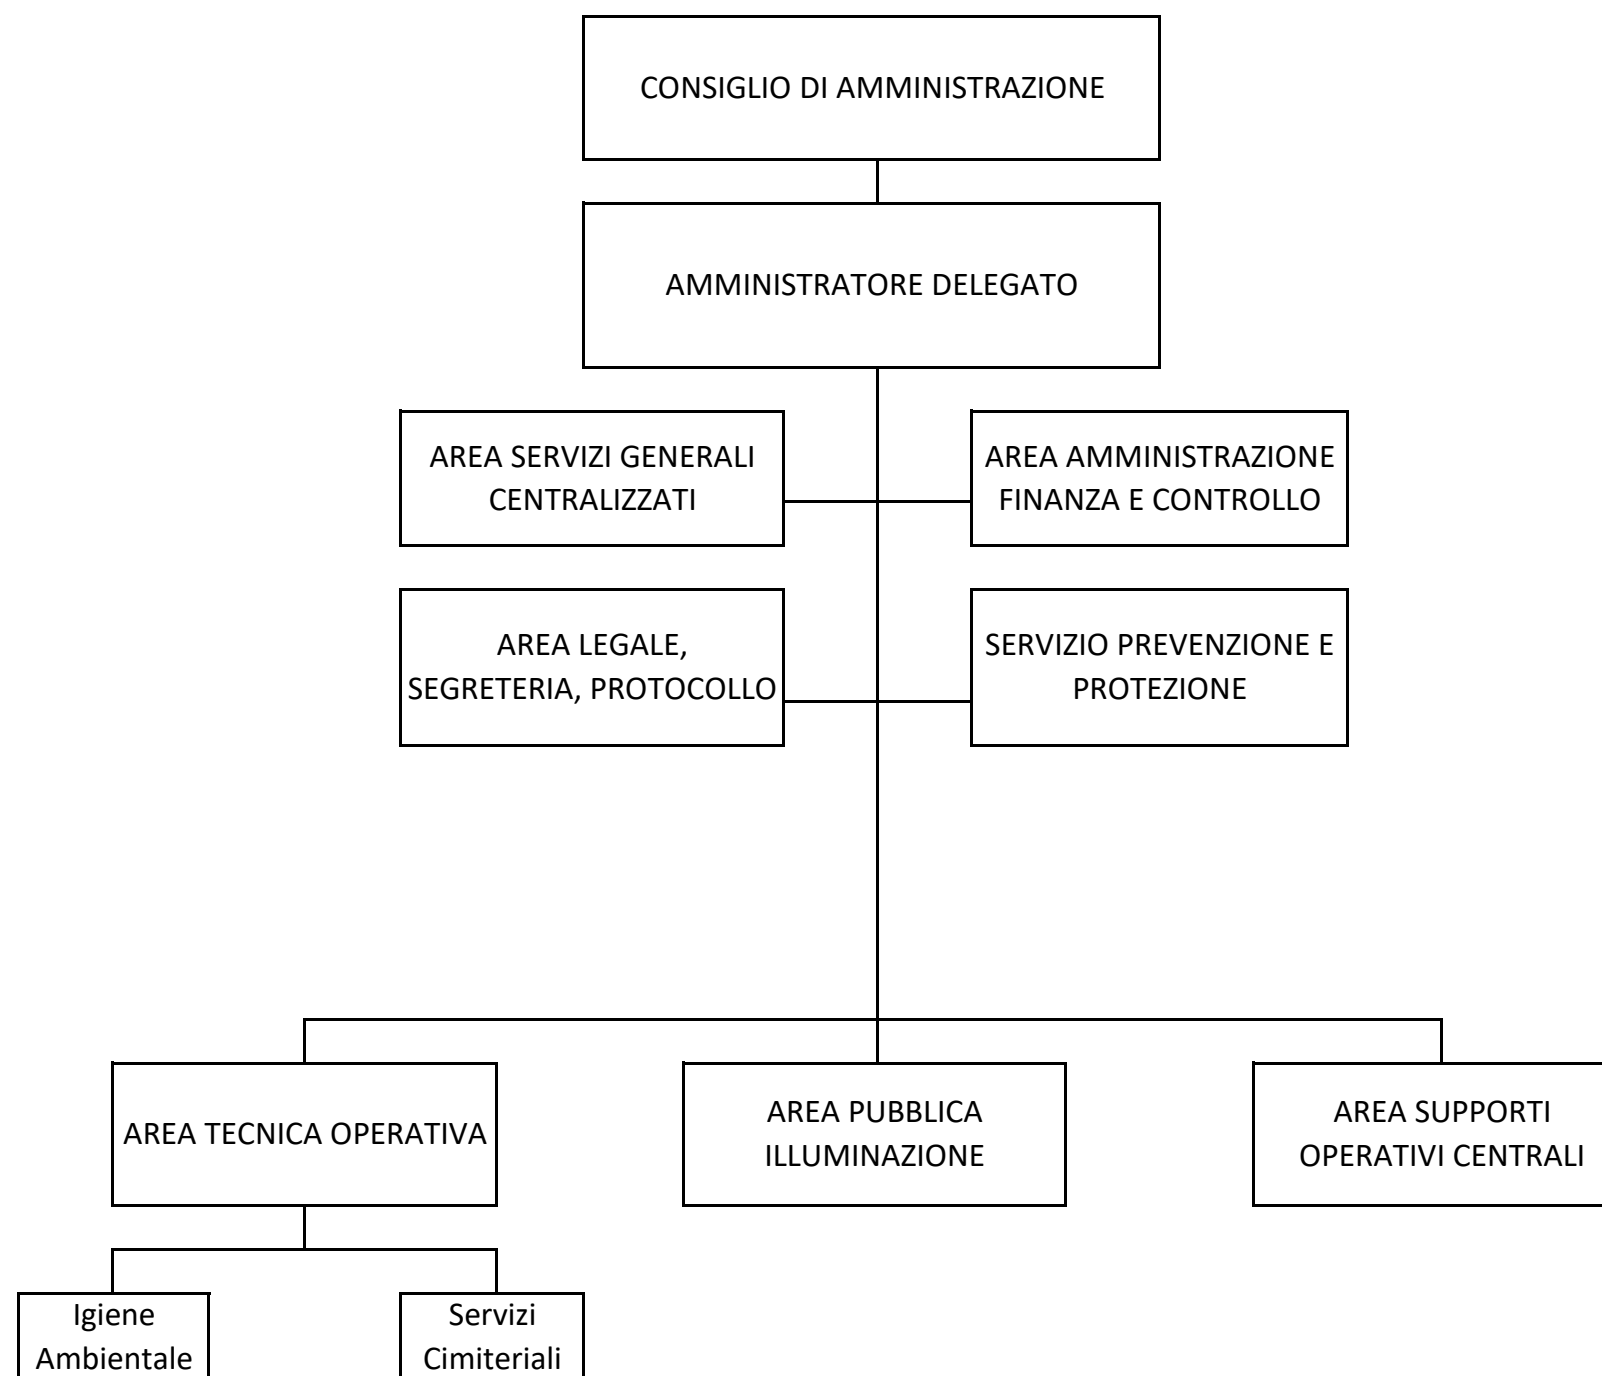 CONSIGLIO DI AMMINISTRAZIONE
AMMINISTRATORE DELEGATO
AREA SERVIZI GENERALI
CENTRALIZZATI
AREA AMMINISTRAZIONE
FINANZA E CONTROLLO
AREA LEGALE,
SEGRETERIA, PROTOCOLLO
SERVIZIO PREVENZIONE E
PROTEZIONE
AREA TECNICA OPERATIVA
AREA PUBBLICA
ILLUMINAZIONE
AREA SUPPORTI
OPERATIVI CENTRALI
Igiene
Ambientale
Servizi
Cimiteriali